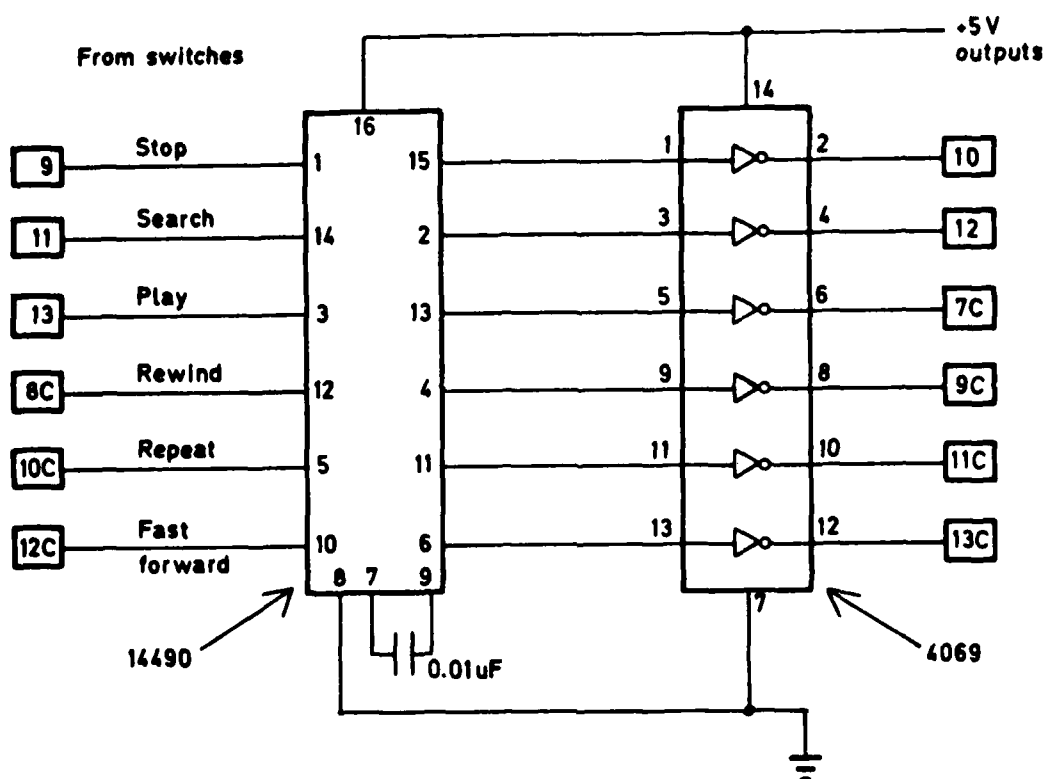 +5V
outputs
From switches
14
16
9 Stop 1 15 1 2 10
11 Search 14 2 3 4 12
13 Play 3 13 5 6 7C
8C Rewind 12 4 9 8 9C
10C Repeat 5 11 11 10 11C
12C Fast 10 6 13 12 13C
forward
8 7 9 7
14490 0.01uF 4069